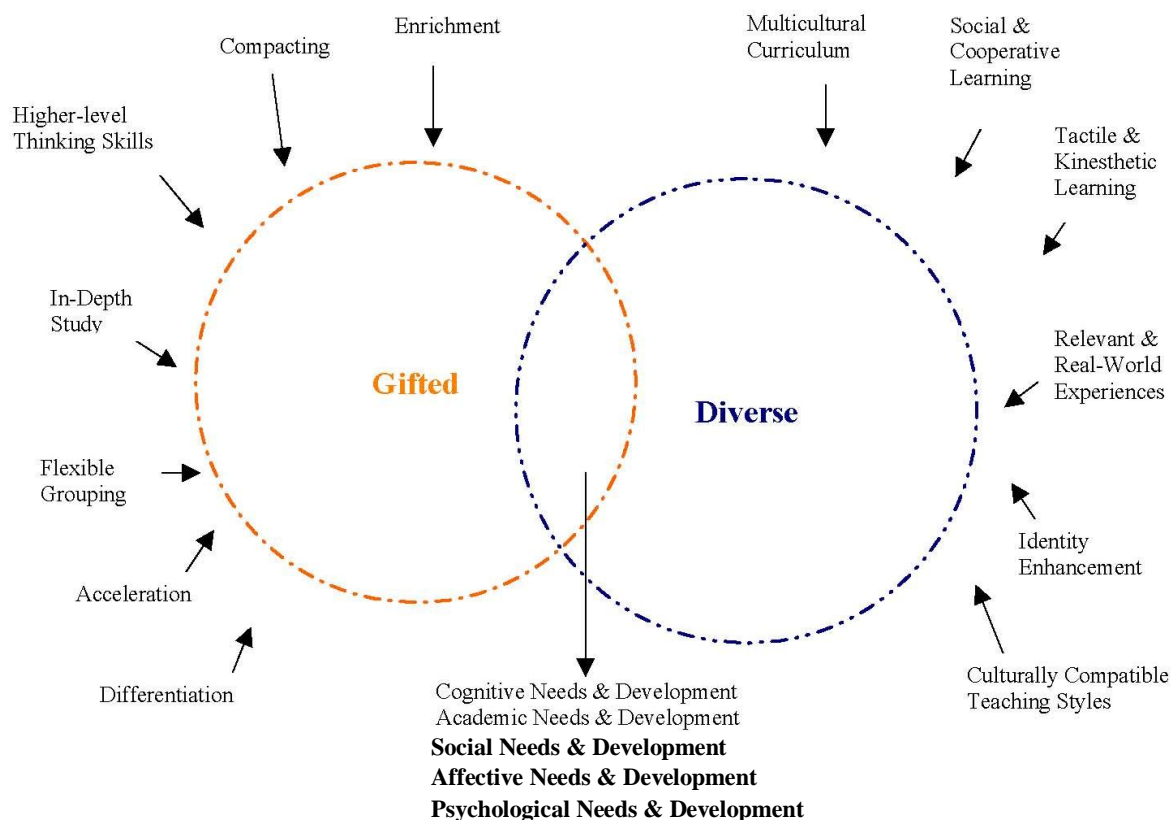 Enrichment
Compacting
Higher-level
Thinking Skills
In-Depth
Study
Flexible
Grouping
Acceleration
Differentiation
Gifted
Multicultural
Curriculum
Social &
Cooperative
Learning
Tactile &
Kinesthetic
Learning
Relevant &
Real-World
Experiences
Identity
Enhancement
Culturally Compatible
Teaching Styles
Diverse
Cognitive Needs & Development
Academic Needs & Development
Social Needs & Development
Affective Needs & Development
Psychological Needs & Development